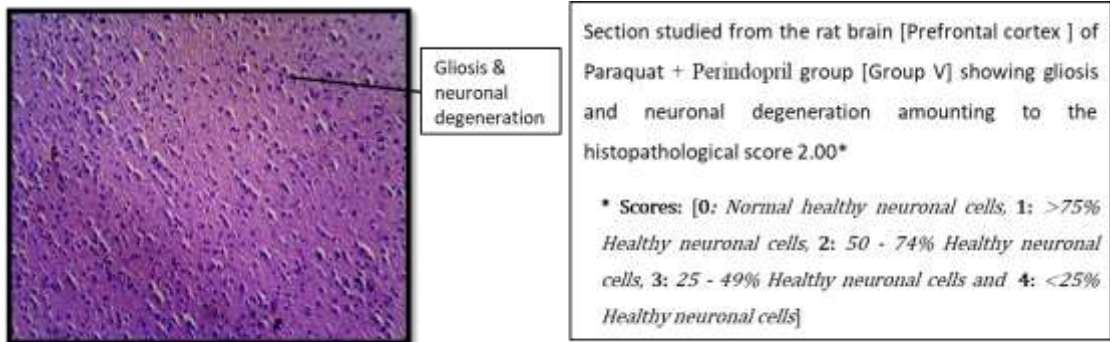 Gliosis &
neuronal
degeneration
Section studied from the rat brain [Prefrontal cortex ] of
Paraquat + Perindopril group [Group V] showing gliosis
and neuronal degeneration amounting to the
histopathological score 2.00*
* Scores: [0: Normal healthy neuronal cells, 1: >75%
Healthy neuronal cells, 2: 50 - 74% Healthy neuronal
cells, 3: 25 - 49% Healthy neuronal cells and 4: <25%
Healthy neuronal cells]